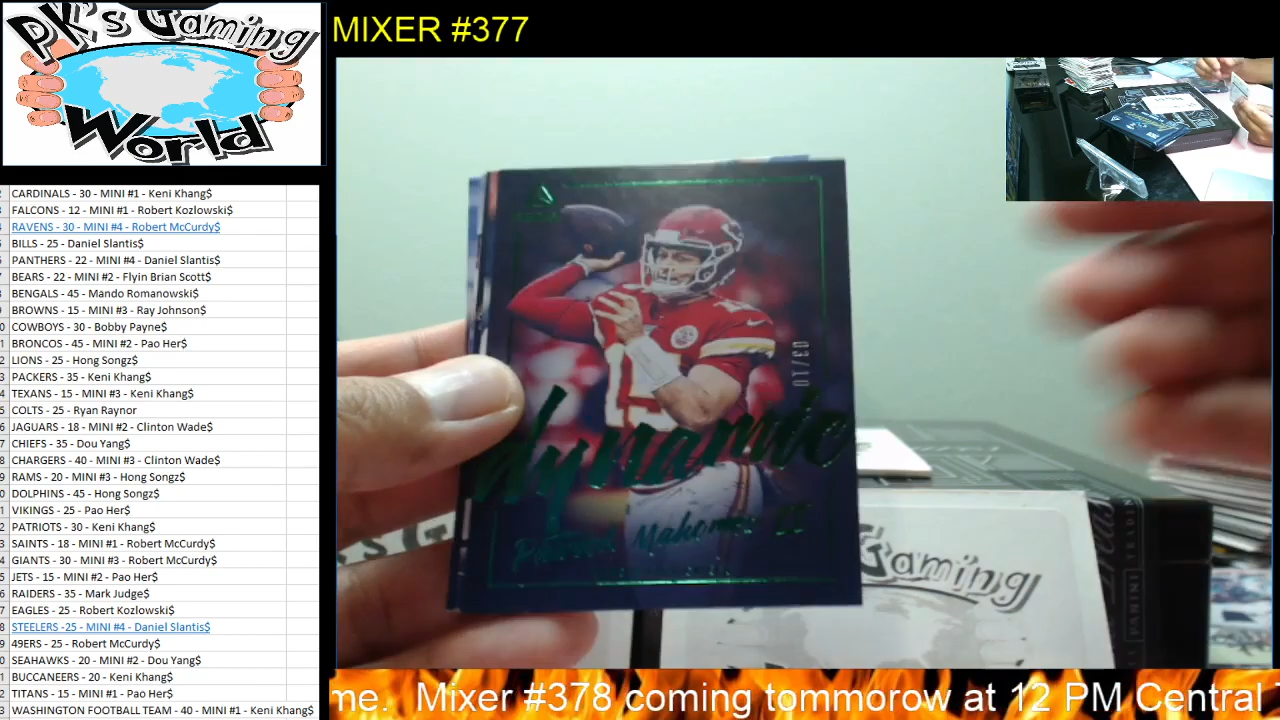 PK's Gaming
World
MIXER #377
CARDINALS - 30 - MINI #1 - Keni Khang$
FALCONS - 12 - MINI #1 - Robert Kozlowski$
RAVENS - 30 - MINI #4 - Robert McCurdy$
BILLS - 25 - Daniel Slantis$
PANTHERS - 22 - MINI #4 - Daniel Slantis$
BEARS - 22 - MINI #2 - Flyin Brian Scott$
BENGALS - 45 - Mando Romanowski$
BROWNS - 15 - MINI #3 - Ray Johnson$
COWBOYS - 30 - Bobby Payne$
BRONCOS - 45 - MINI #2 - Pao Her$
LIONS - 25 - Hong Songz$
PACKERS - 35 - Keni Khang$
TEXANS - 15 - MINI #3 - Keni Khang$
COLTS - 25 - Ryan Raynor
JAGUARS - 18 - MINI #2 - Clinton Wade$
CHIEFS - 35 - Dou Yang$
CHARGERS - 40 - MINI #3 - Clinton Wade$
RAMS - 20 - MINI #3 - Hong Songz$
DOLPHINS - 45 - Hong Songz$
VIKINGS - 25 - Pao Her$
PATRIOTS - 30 - Keni Khang$
SAINTS - 18 - MINI #1 - Robert McCurdy$
GIANTS - 30 - MINI #3 - Robert McCurdy$
JETS - 15 - MINI #2 - Pao Her$
RAIDERS - 35 - Mark Judge$
EAGLES - 25 - Robert Kozlowski$
STEELERS -25 - MINI #4 - Daniel Slantis$
49ERS - 25 - Robert McCurdy$
SEAHAWKS - 20 - MINI #2 - Dou Yang$
BUCCANEERS - 20 - Keni Khang$
TITANS - 15 - MINI #1 - Pao Her$
WASHINGTON FOOTBALL TEAM - 40 - MINI #1 - Keni Khang$
03/10
dynamic
Patrick Mahomes II
Gaming
PANINI
me. Mixer #378 coming tommorow at 12 PM Central